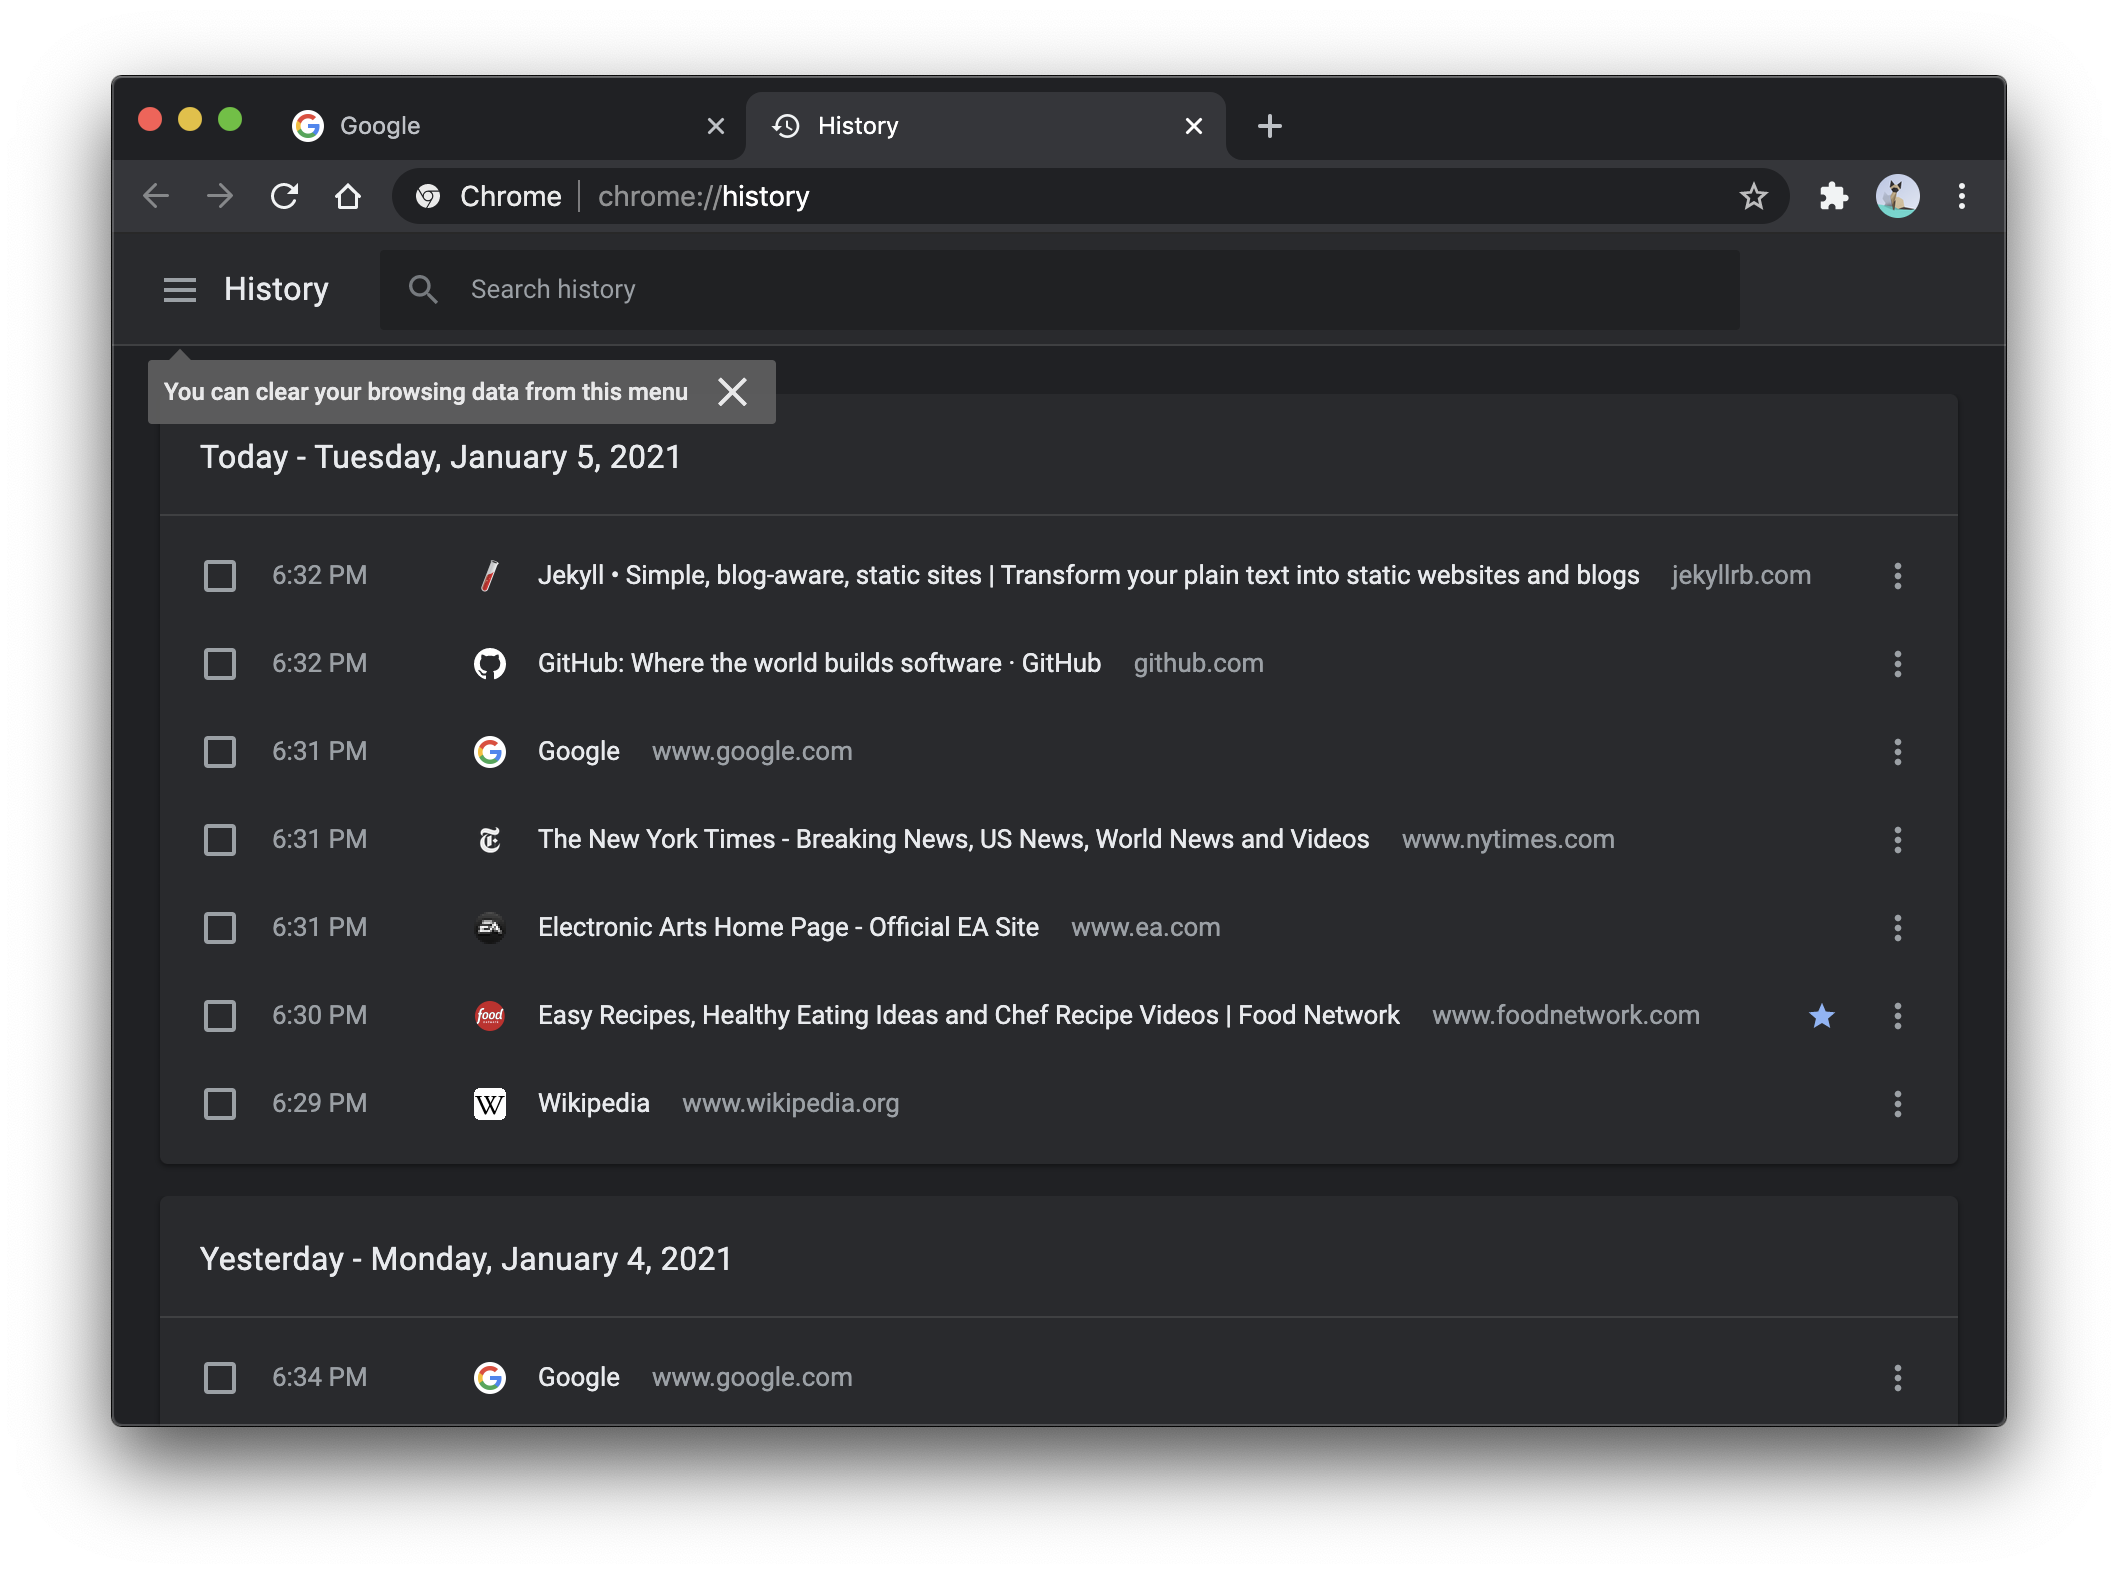 Google
History
Chrome
chrome://history
History
Search history
You can clear your browsing data from this menu
Today - Tuesday, January 5, 2021
6:32 PM Jekyll • Simple, blog-aware, static sites | Transform your plain text into static websites and blogs jekyllrb.com
6:32 PM GitHub: Where the world builds software · GitHub github.com
6:31 PM Google www.google.com
6:31 PM The New York Times - Breaking News, US News, World News and Videos www.nytimes.com
6:31 PM EA Electronic Arts Home Page - Official EA Site www.ea.com
6:30 PM food Easy Recipes, Healthy Eating Ideas and Chef Recipe Videos | Food Network www.foodnetwork.com
6:29 PM W Wikipedia www.wikipedia.org
Yesterday - Monday, January 4, 2021
6:34 PM Google www.google.com